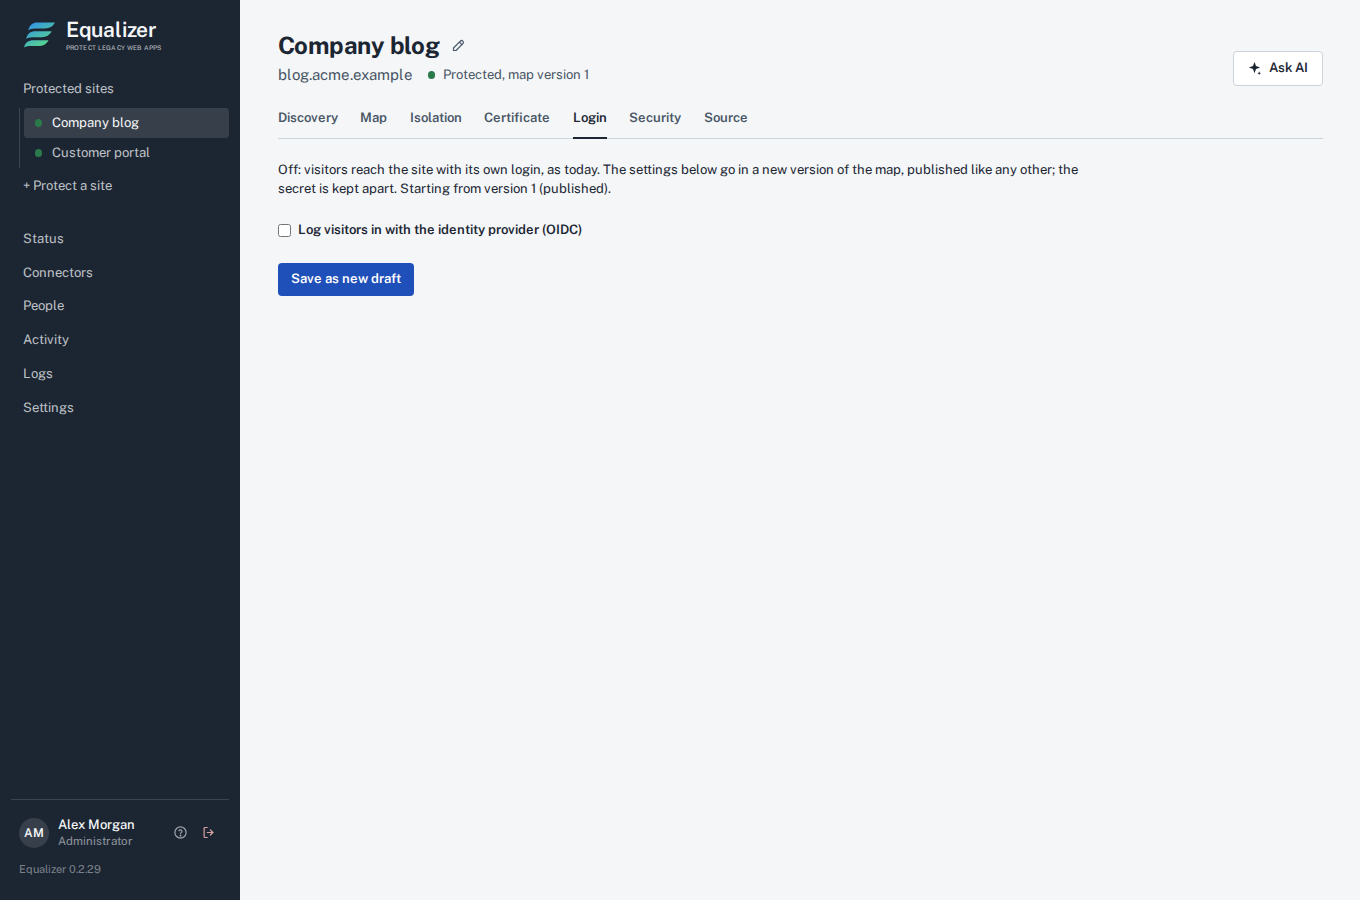 Equalizer
PROTECT LEGACY WEB APPS
Protected sites
Company blog
Customer portal
+ Protect a site
Status
Connectors
People
Activity
Logs
Settings
AM
Alex Morgan
Administrator
Equalizer 0.2.29
Company blog
blog.acme.example
Protected, map version 1
Ask AI
Discovery
Map
Isolation
Certificate
Login
Security
Source
Off: visitors reach the site with its own login, as today. The settings below go in a new version of the map, published like any other; the
secret is kept apart. Starting from version 1 (published).
Log visitors in with the identity provider (OIDC)
Save as new draft